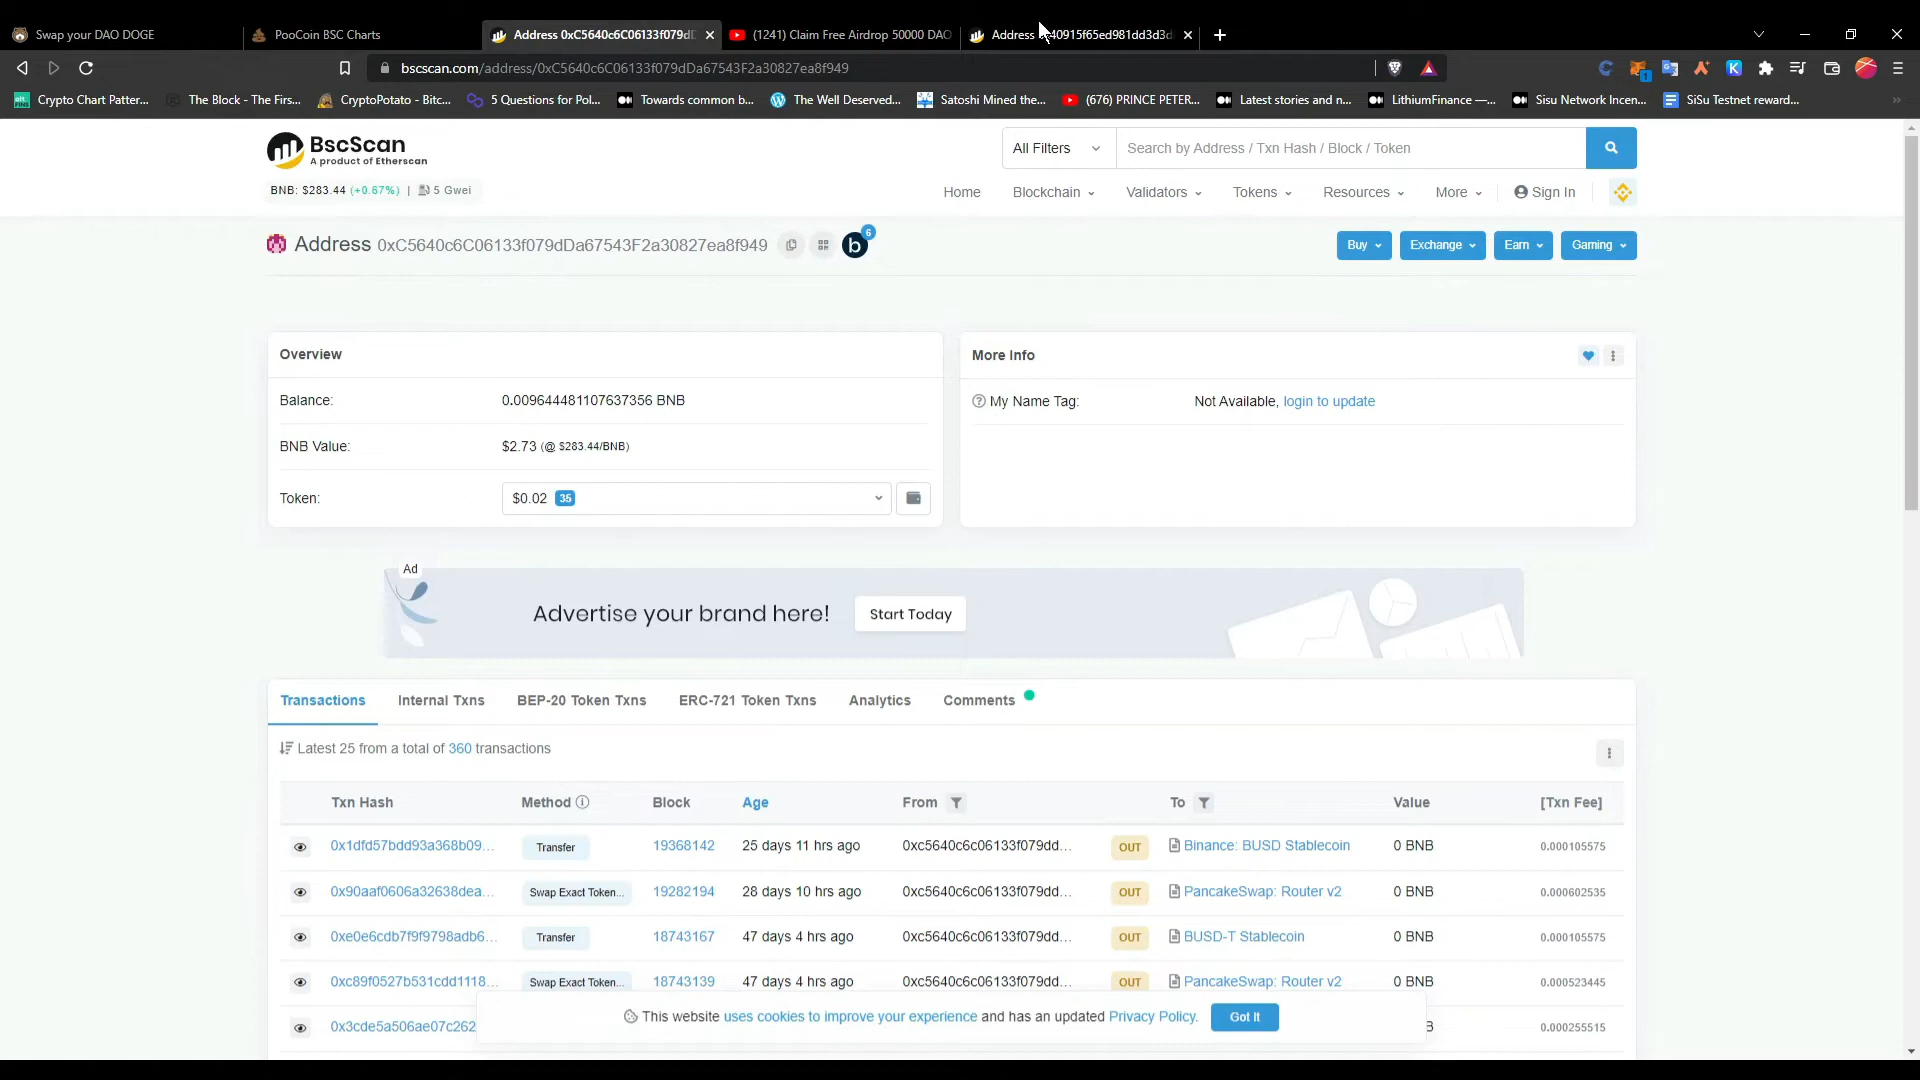 Swap your DAO DOGE
PooCoin BSC Charts
Address 0xC5640c6C06133f079dD
(1241) Claim Free Airdrop 50000 DAO
Address 40915f65ed981dd3d3d
bscscan.com/address/0xC5640c6C06133f079dDa67543F2a30827ea8f949
1
Crypto Chart Patter...
The Block - The Firs...
CryptoPotato - Bitc...
5 Questions for Pol...
Towards common b...
The Well Deserved...
Satoshi Mined the...
(676) PRINCE PETER...
Latest stories and n...
LithiumFinance —...
Sisu Network Incen...
SiSu Testnet reward...
BscScan
A product of Etherscan
All Filters
Search by Address / Txn Hash / Block / Token
BNB: $283.44 (+0.67%) | 5 Gwei
Home
Blockchain
Validators
Tokens
Resources
More
Sign In
Address 0xC5640c6C06133f079dDa67543F2a30827ea8f949
b 6
Buy
Exchange
Earn
Gaming
Overview
Balance: 0.009644481107637356 BNB
BNB Value: $2.73 (@ $283.44/BNB)
Token: $0.02 35
More Info
My Name Tag: Not Available, login to update
Ad
Advertise your brand here! Start Today
Transactions
Internal Txns
BEP-20 Token Txns
ERC-721 Token Txns
Analytics
Comments
Latest 25 from a total of 360 transactions
Txn Hash Method Block Age From To Value [Txn Fee]
0x1dfd57bdd93a368b09... Transfer 19368142 25 days 11 hrs ago 0xc5640c6c06133f079dd... OUT Binance: BUSD Stablecoin 0 BNB 0.000105575
0x90aaf0606a32638dea... Swap Exact Token... 19282194 28 days 10 hrs ago 0xc5640c6c06133f079dd... OUT PancakeSwap: Router v2 0 BNB 0.000602535
0xe0e6cdb7f9f9798adb6... Transfer 18743167 47 days 4 hrs ago 0xc5640c6c06133f079dd... OUT BUSD-T Stablecoin 0 BNB 0.000105575
0xc89f0527b531cdd1118... Swap Exact Token... 18743139 47 days 4 hrs ago 0xc5640c6c06133f079dd... OUT PancakeSwap: Router v2 0 BNB 0.000523445
0x3cde5a506ae07c262 B 0.000255515
This website uses cookies to improve your experience and has an updated Privacy Policy. Got It